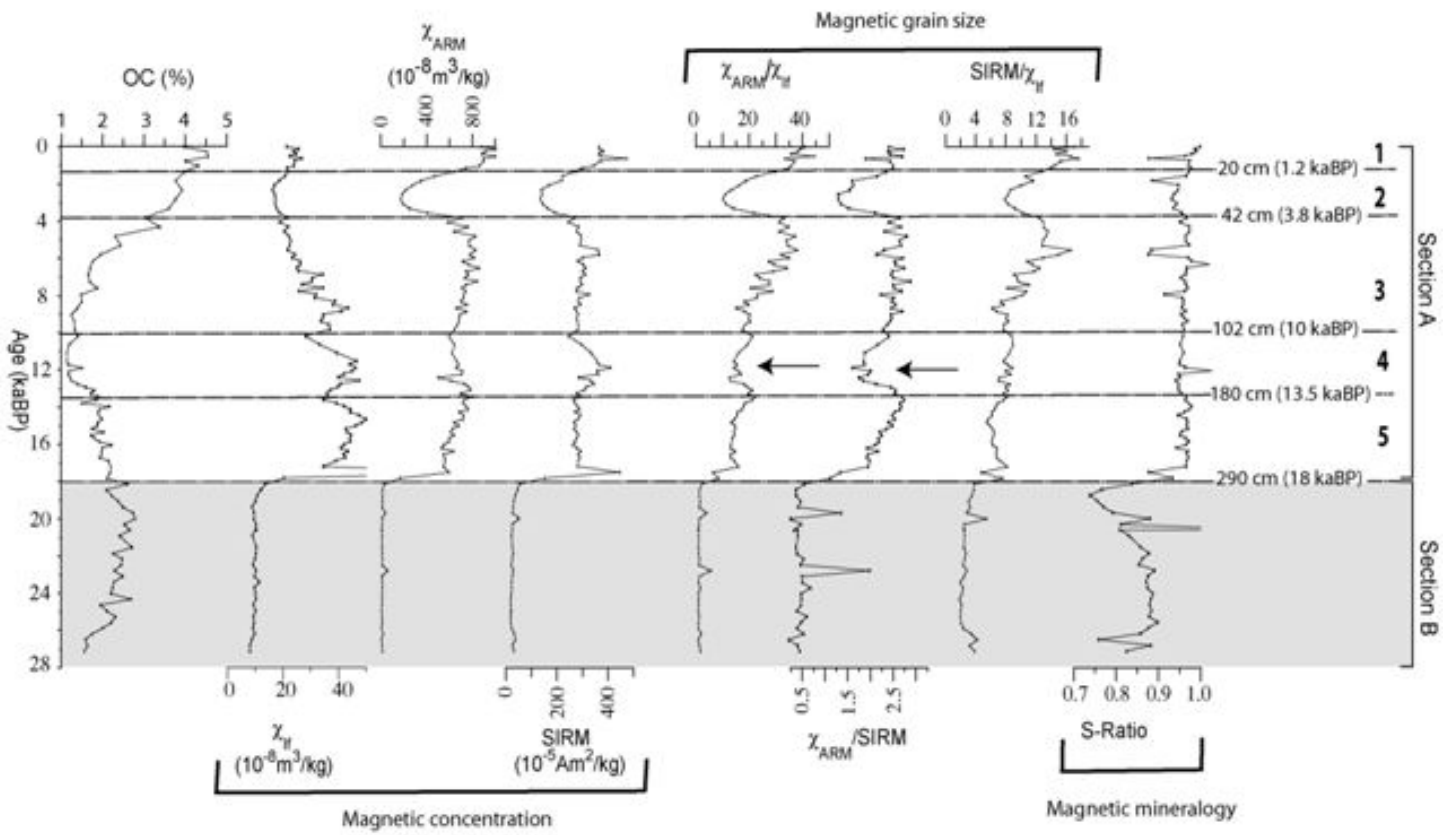 Magnetic grain size
χARM
(10-8m3/kg)
OC (%)
χARM/χlf
SIRM/χlf
1 2 3 4 5
0 400 800
0 20 40
0 4 8 12 16
0
4
8
12
16
20
24
28
Age (kaBP)
1
20 cm (1.2 kaBP)
2
42 cm (3.8 kaBP)
3
102 cm (10 kaBP)
4
180 cm (13.5 kaBP)
5
290 cm (18 kaBP)
Section A
Section B
0 20 40
0 200 400
0.5 1.5 2.5
0.7 0.8 0.9 1.0
χlf
(10-8m3/kg)
SIRM
(10-5Am2/kg)
χARM/SIRM
S-Ratio
Magnetic concentration
Magnetic mineralogy